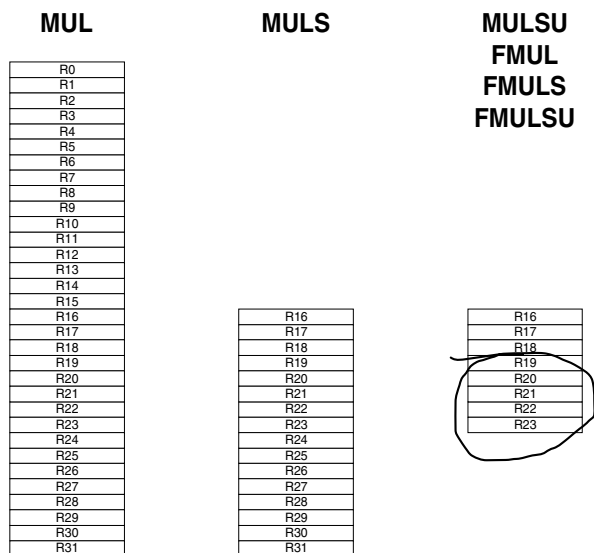 MUL
MULS
MULSU
FMUL
FMULS
FMULSU
R0
R1
R2
R3
R4
R5
R6
R7
R8
R9
R10
R11
R12
R13
R14
R15
R16
R17
R18
R19
R20
R21
R22
R23
R24
R25
R26
R27
R28
R29
R30
R31
R16
R17
R18
R19
R20
R21
R22
R23
R24
R25
R26
R27
R28
R29
R30
R31
R16
R17
R18
R19
R20
R21
R22
R23